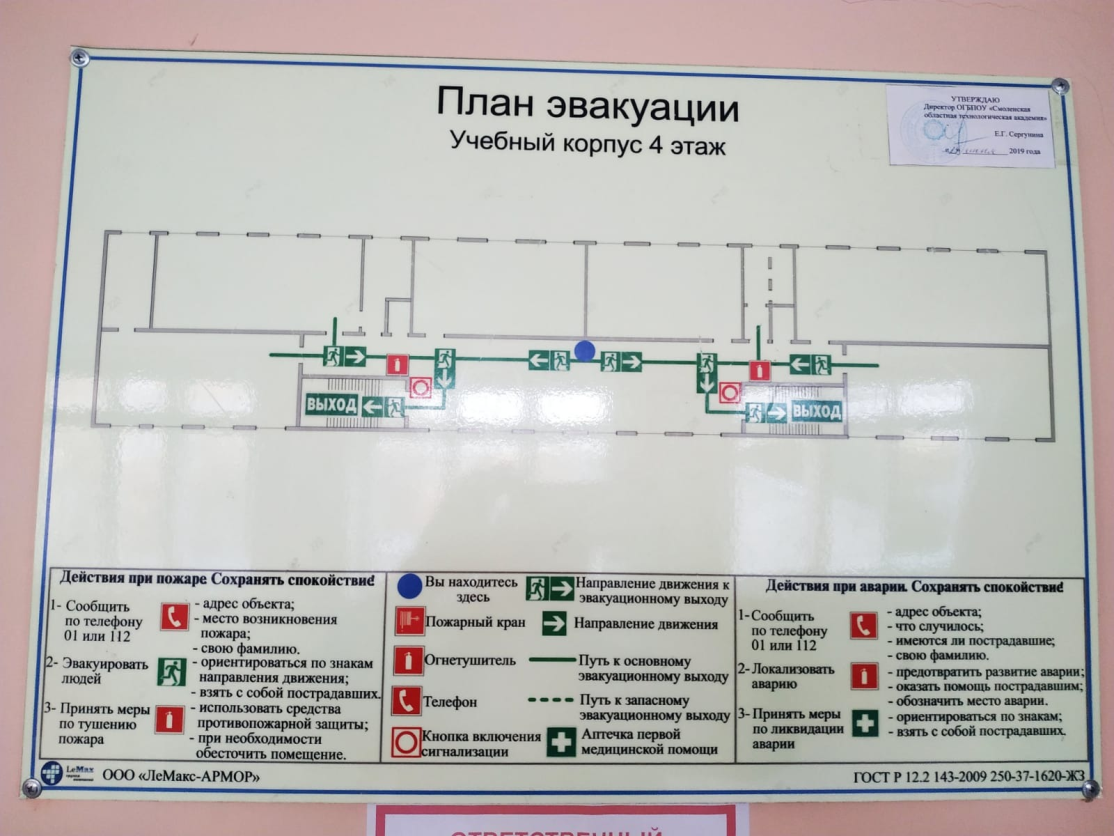 План эвакуации
Учебный корпус 4 этаж
УТВЕРЖДАЮ
Директор ОГБПОУ «Смоленская
областная технологическая академия»
Е.Г. Сергунина
2019 года
ВЫХОД
ВЫХОД
Действия при пожаре Сохранять спокойствие!
1- Сообщить
по телефону
01 или 112
- адрес объекта;
- место возникновения
пожара;
- свою фамилию.
2- Эвакуировать
людей
- ориентироваться по знакам
направления движения;
- взять с собой пострадавших.
3- Принять меры
по тушению
пожара
- использовать средства
противопожарной защиты;
- при необходимости
обесточить помещение.
Вы находитесь
здесь
Пожарный кран
Огнетушитель
Телефон
Кнопка включения
сигнализации
Направление движения к
эвакуационному выходу
Направление движения
Путь к основному
эвакуационному выходу
Путь к запасному
эвакуационному выходу
Аптечка первой
медицинской помощи
Действия при аварии. Сохранять спокойствие!
1- Сообщить
по телефону
01 или 112
- адрес объекта;
- что случилось;
- имеются ли пострадавшие;
- свою фамилию.
2- Локализовать
аварию
- предотвратить развитие аварии;
- оказать помощь пострадавшим;
- обозначить место аварии.
3- Принять меры
по ликвидации
аварии
- ориентироваться по знакам;
- взять с собой пострадавших.
LeMax
ООО «ЛеМакс-АРМОР»
ГОСТ Р 12.2 143-2009 250-37-1620-ЖЗ
ОТВЕТСТВЕННЫЙ